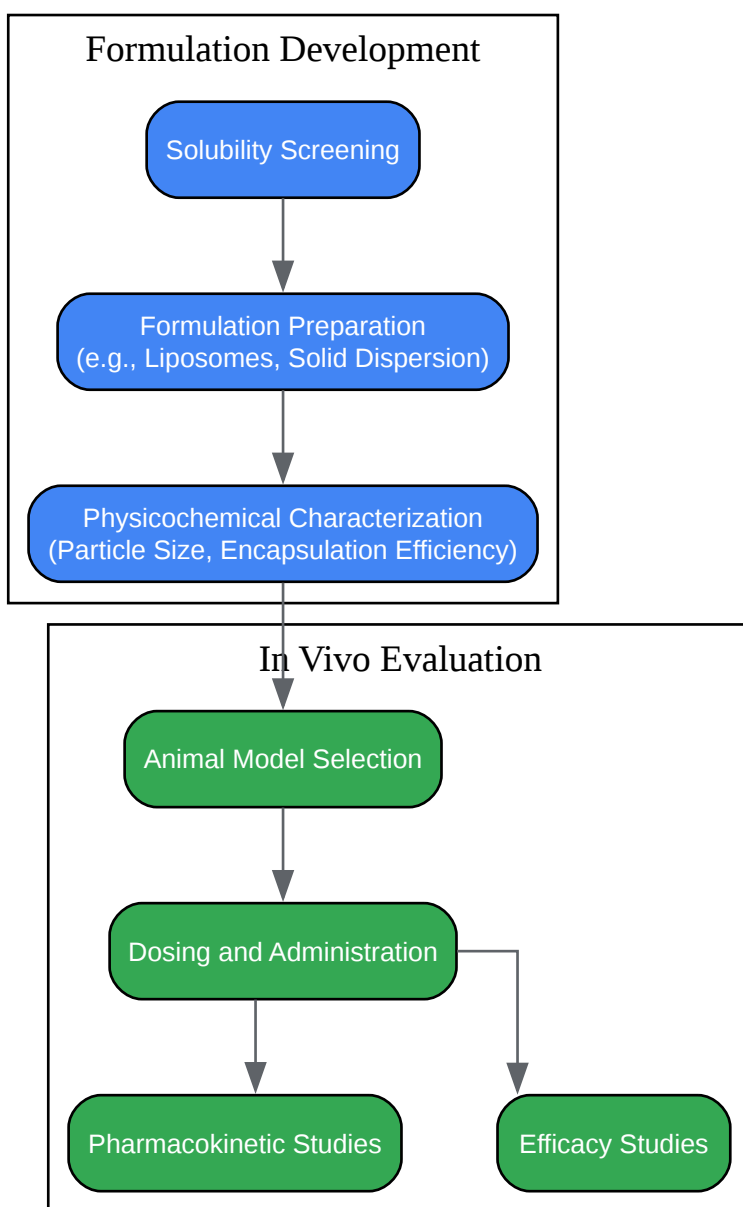 Formulation Development
Solubility Screening
Formulation Preparation
(e.g., Liposomes, Solid Dispersion)
Physicochemical Characterization
(Particle Size, Encapsulation Efficiency)
In Vivo Evaluation
Animal Model Selection
Dosing and Administration
Pharmacokinetic Studies
Efficacy Studies